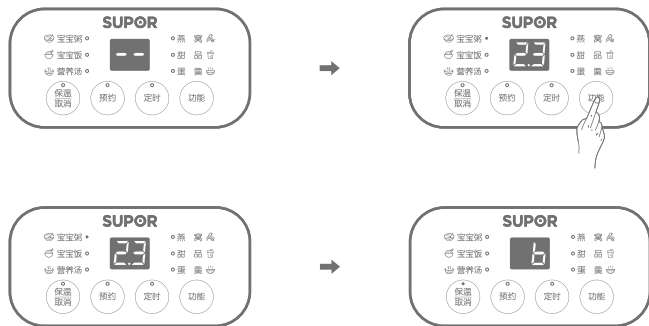 SUPOR
宝宝粥 燕 窝
-- 
宝宝饭 甜 品
营养汤 蛋 羹
保温
取消 预约 定时 功能
SUPOR
宝宝粥 燕 窝
2.3
宝宝饭 甜 品
营养汤 蛋 羹
保温
取消 预约 定时 功能
SUPOR
宝宝粥 燕 窝
2.3
宝宝饭 甜 品
营养汤 蛋 羹
保温
取消 预约 定时 功能
SUPOR
宝宝粥 燕 窝
b
宝宝饭 甜 品
营养汤 蛋 羹
保温
取消 预约 定时 功能